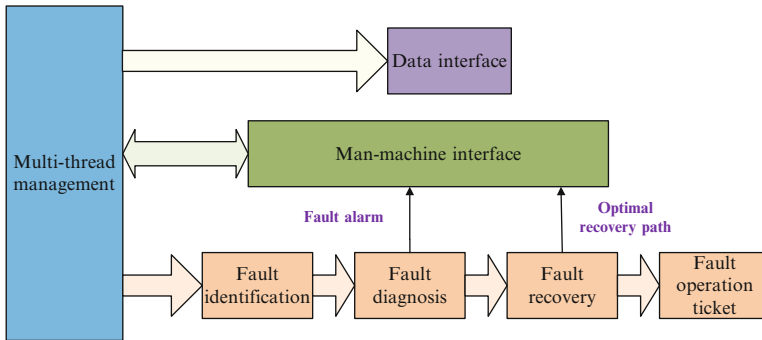 Data interface
Multi-thread
management
Man-machine interface
Fault alarm
Optimal
recovery path
Fault
identification
Fault
diagnosis
Fault
recovery
Fault
operation
ticket